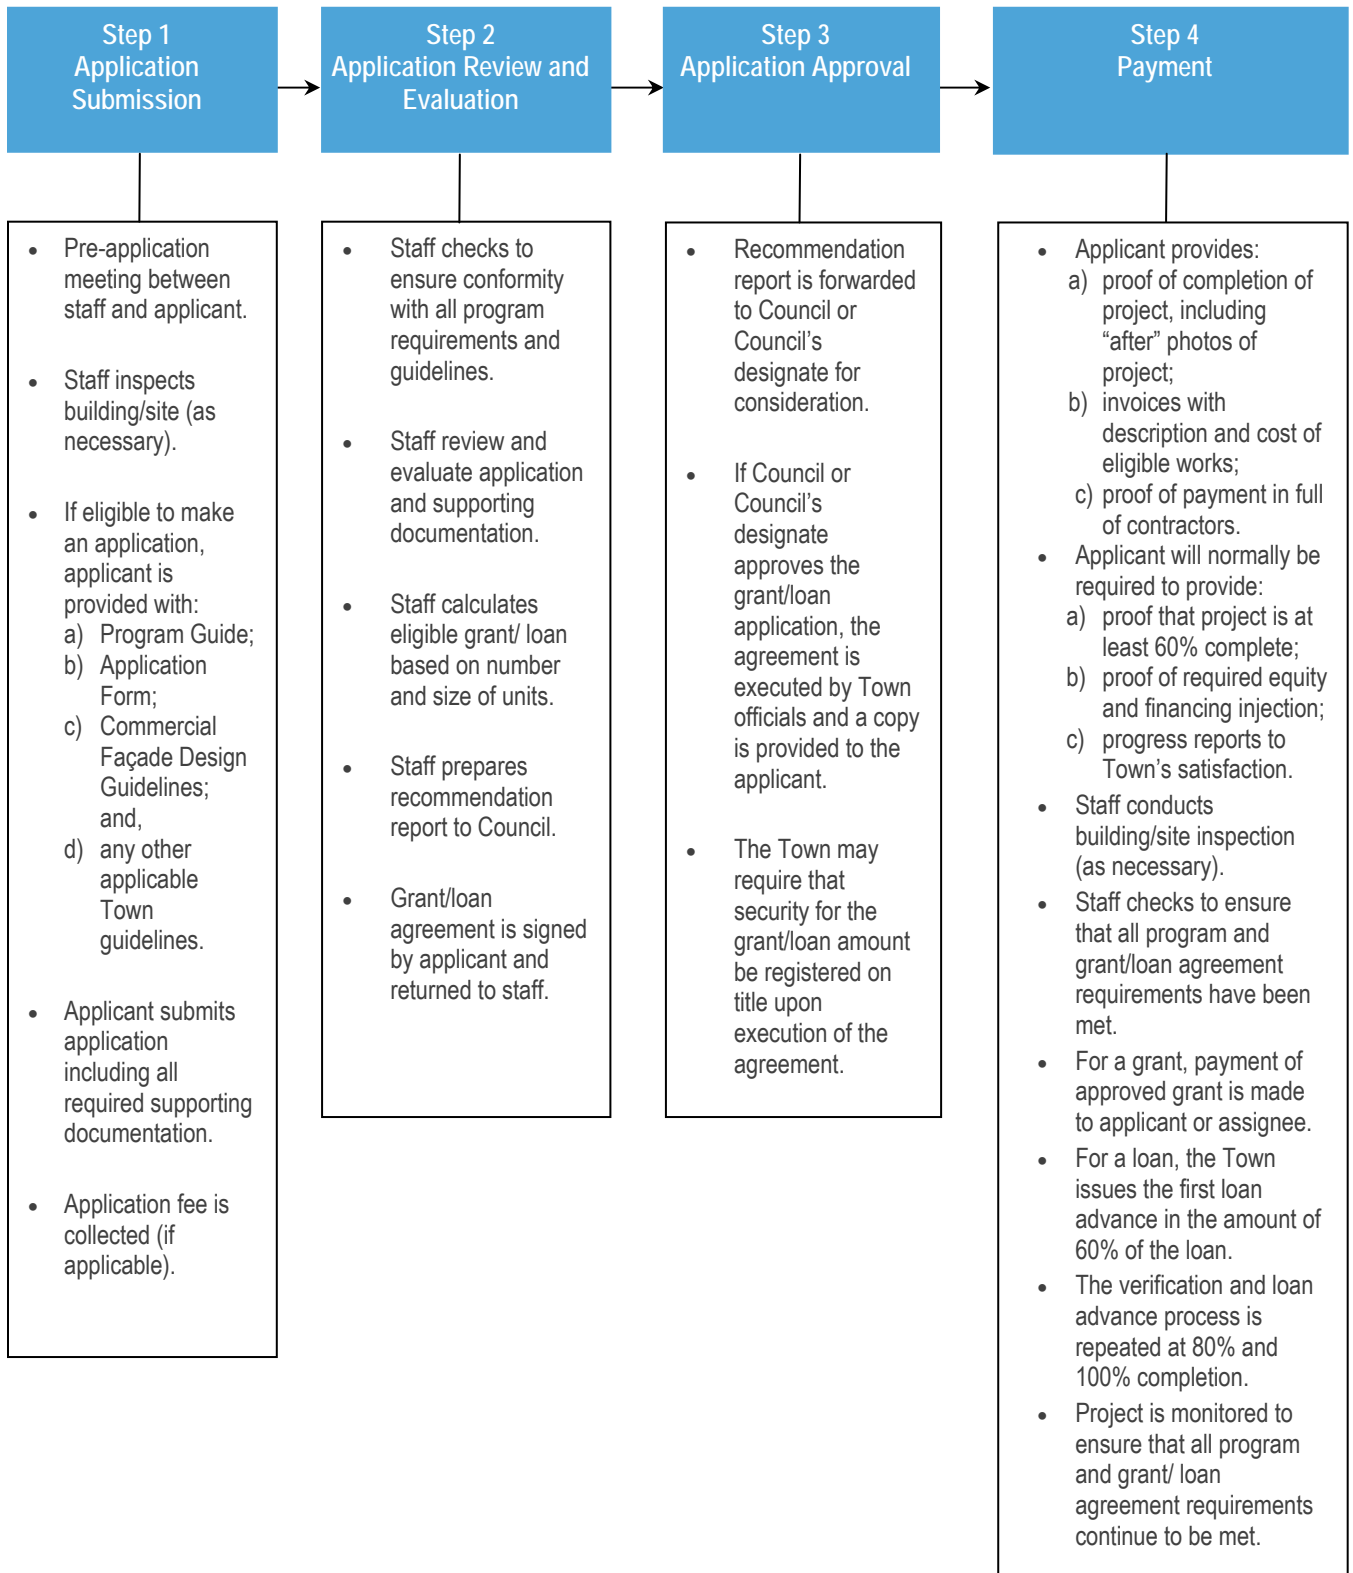 Step 1
Application
Submission
Step 2
Application Review and
Evaluation
Step 3
Application Approval
Step 4
Payment
• Pre-application
meeting between
staff and applicant.
• Staff inspects
building/site (as
necessary).
• If eligible to make
an application,
applicant is
provided with:
a) Program Guide;
b) Application
Form;
c) Commercial
Façade Design
Guidelines;
and,
d) any other
applicable
Town
guidelines.
• Applicant submits
application
including all
required supporting
documentation.
• Application fee is
collected (if
applicable).
• Staff checks to
ensure conformity
with all program
requirements and
guidelines.
• Staff review and
evaluate application
and supporting
documentation.
• Staff calculates
eligible grant/ loan
based on number
and size of units.
• Staff prepares
recommendation
report to Council.
• Grant/loan
agreement is signed
by applicant and
returned to staff.
• Recommendation
report is forwarded
to Council or
Council’s
designate for
consideration.
• If Council or
Council’s
designate
approves the
grant/loan
application, the
agreement is
executed by Town
officials and a copy
is provided to the
applicant.
• The Town may
require that
security for the
grant/loan amount
be registered on
title upon
execution of the
agreement.
• Applicant provides:
a) proof of completion of
project, including
“after” photos of
project;
b) invoices with
description and cost of
eligible works;
c) proof of payment in full
of contractors.
• Applicant will normally be
required to provide:
a) proof that project is at
least 60% complete;
b) proof of required equity
and financing injection;
c) progress reports to
Town’s satisfaction.
• Staff conducts
building/site inspection
(as necessary).
• Staff checks to ensure
that all program and
grant/loan agreement
requirements have been
met.
• For a grant, payment of
approved grant is made
to applicant or assignee.
• For a loan, the Town
issues the first loan
advance in the amount of
60% of the loan.
• The verification and loan
advance process is
repeated at 80% and
100% completion.
• Project is monitored to
ensure that all program
and grant/ loan
agreement requirements
continue to be met.